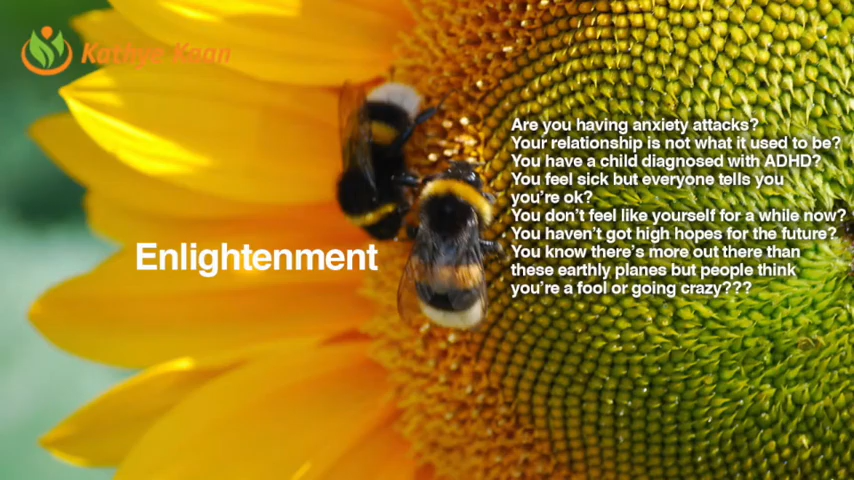 Kathye Kaan
Are you having anxiety attacks?
Your relationship is not what it used to be?
You have a child diagnosed with ADHD?
You feel sick but everyone tells you
you're ok?
You don't feel like yourself for a while now?
You haven't got high hopes for the future?
You know there's more out there than
these earthly planes but people think
you're a fool or going crazy???
Enlightenment